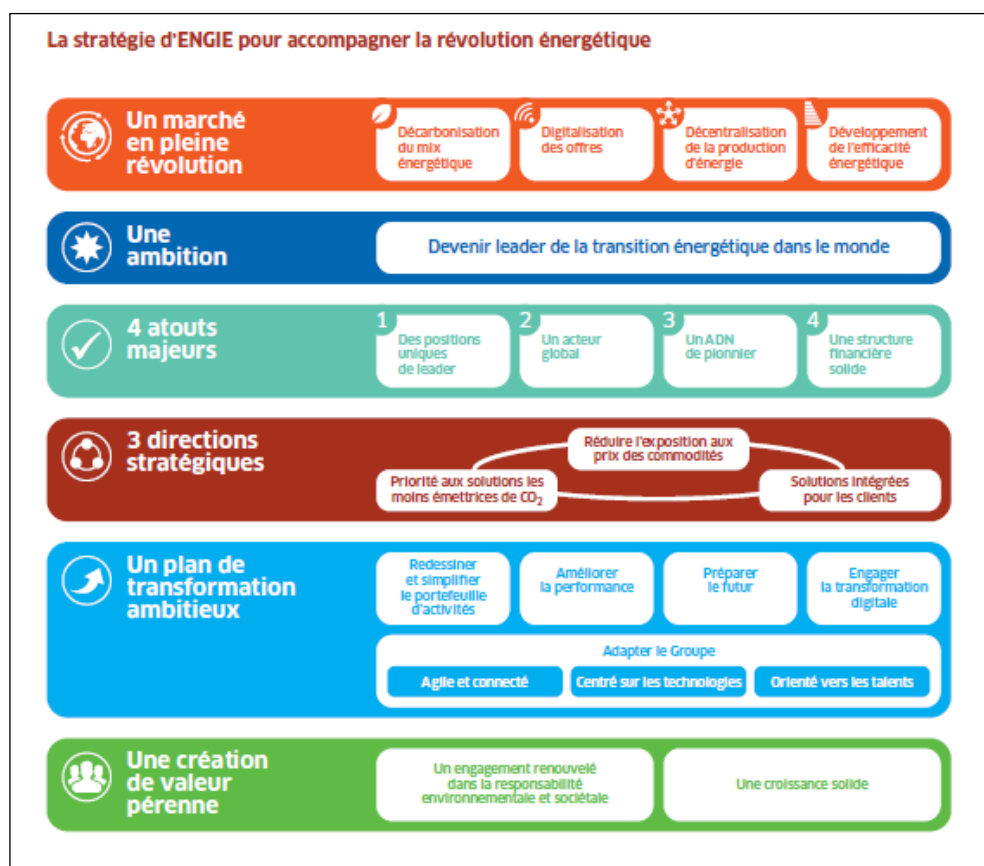 La stratégie d'ENGIE pour accompagner la révolution énergétique
Un marché
en pleine
révolution
Décarbonisation
du mix
énergétique
Digitalisation
des offres
Décentralisation
de la production
d'énergie
Développement
de l'efficacité
énergétique
Une
ambition
Devenir leader de la transition énergétique dans le monde
4 atouts
majeurs
1
Des positions
uniques
de leader
2
Un acteur
global
3
Un ADN
de pionnier
4
Une structure
financière
solide
3 directions
stratégiques
Réduire l'exposition aux
prix des commodités
Priorité aux solutions les
moins émettrices de CO₂
Solutions intégrées
pour les clients
Un plan de
transformation
ambitieux
Redessiner
et simplifier
le portefeuille
d'activités
Améliorer
la performance
Préparer
le futur
Engager
la transformation
digitale
Adapter le Groupe
Agile et connecté
Centré sur les technologies
Orienté vers les talents
Une création
de valeur
pérenne
Un engagement renouvelé
dans la responsabilité
environnementale et sociétale
Une croissance solide